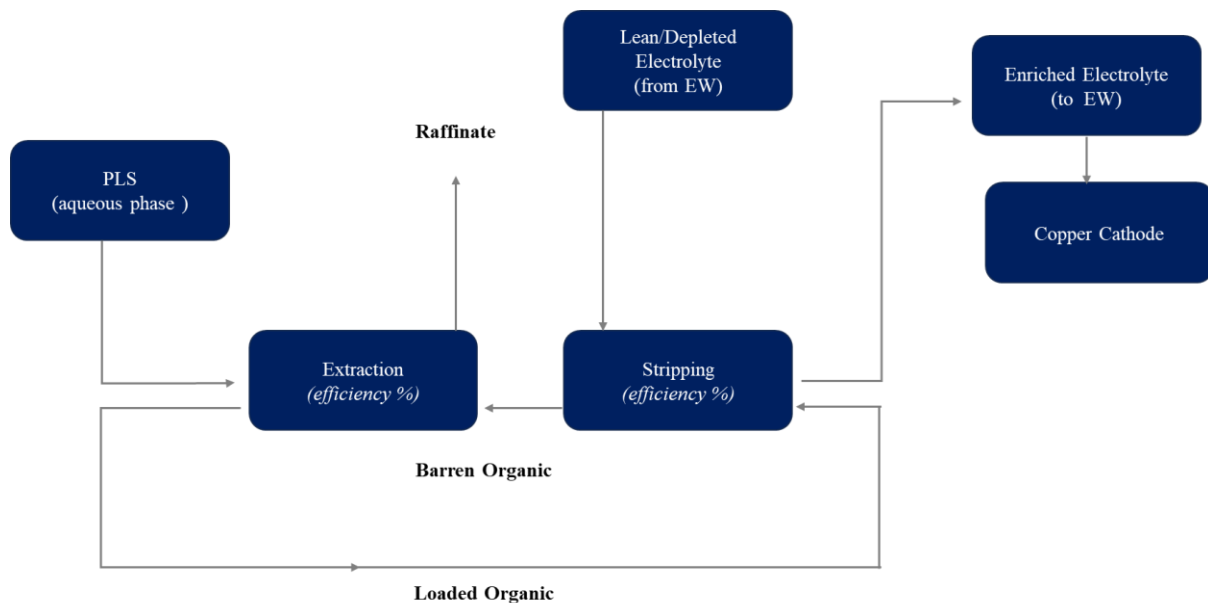 Lean/Depleted
Electrolyte
(from EW)
Enriched Electrolyte
(to EW)
Raffinate
PLS
(aqueous phase )
Copper Cathode
Extraction
(efficiency %)
Stripping
(efficiency %)
Barren Organic
Loaded Organic